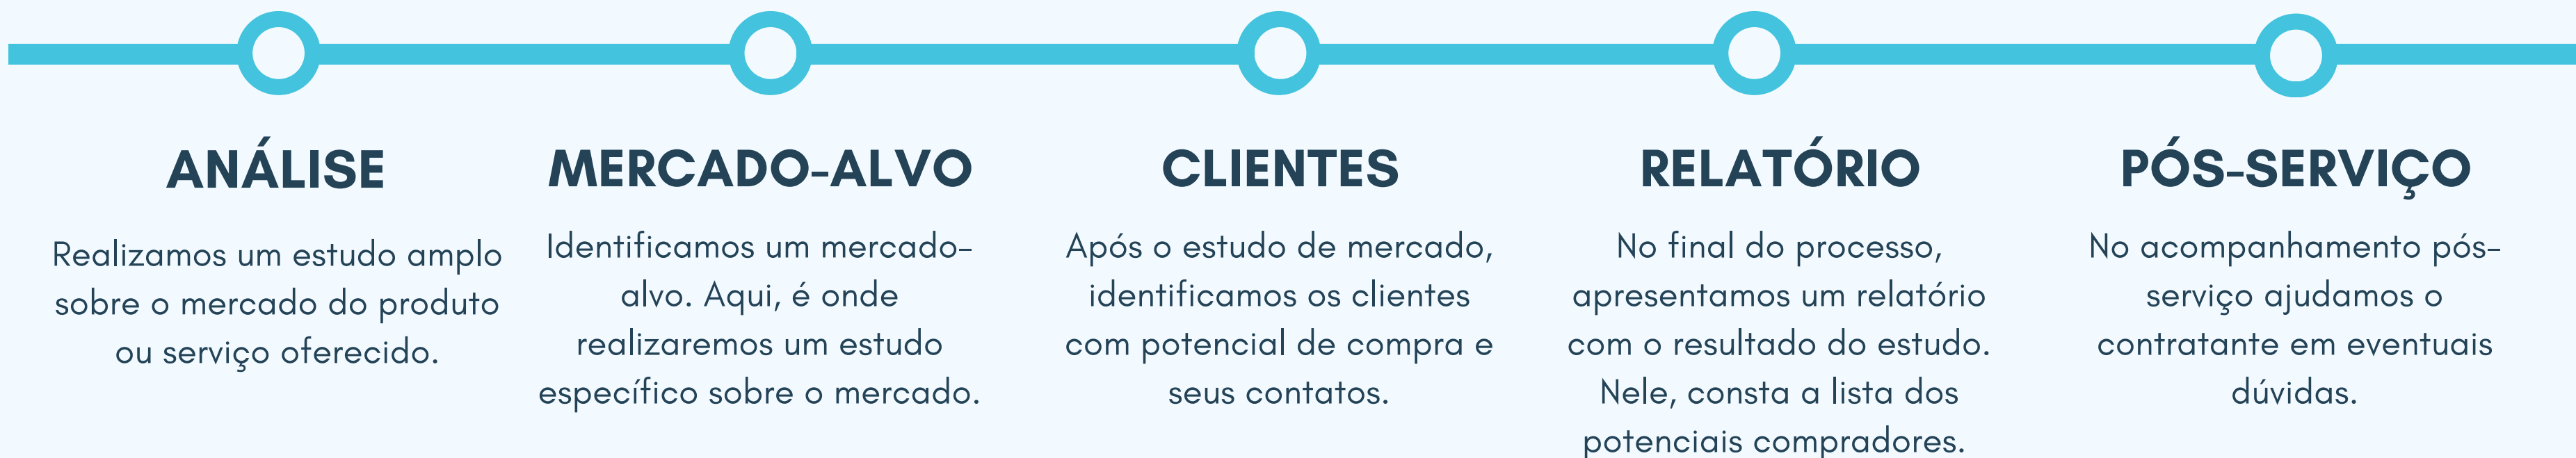 ANÁLISE
Realizamos um estudo amplo
sobre o mercado do produto
ou serviço oferecido.
MERCADO-ALVO
Identificamos um mercado-
alvo. Aqui, é onde
realizaremos um estudo
específico sobre o mercado.
CLIENTES
Após o estudo de mercado,
identificamos os clientes
com potencial de compra e
seus contatos.
RELATÓRIO
No final do processo,
apresentamos um relatório
com o resultado do estudo.
Nele, consta a lista dos
potenciais compradores.
PÓS-SERVIÇO
No acompanhamento pós-
serviço ajudamos o
contratante em eventuais
dúvidas.